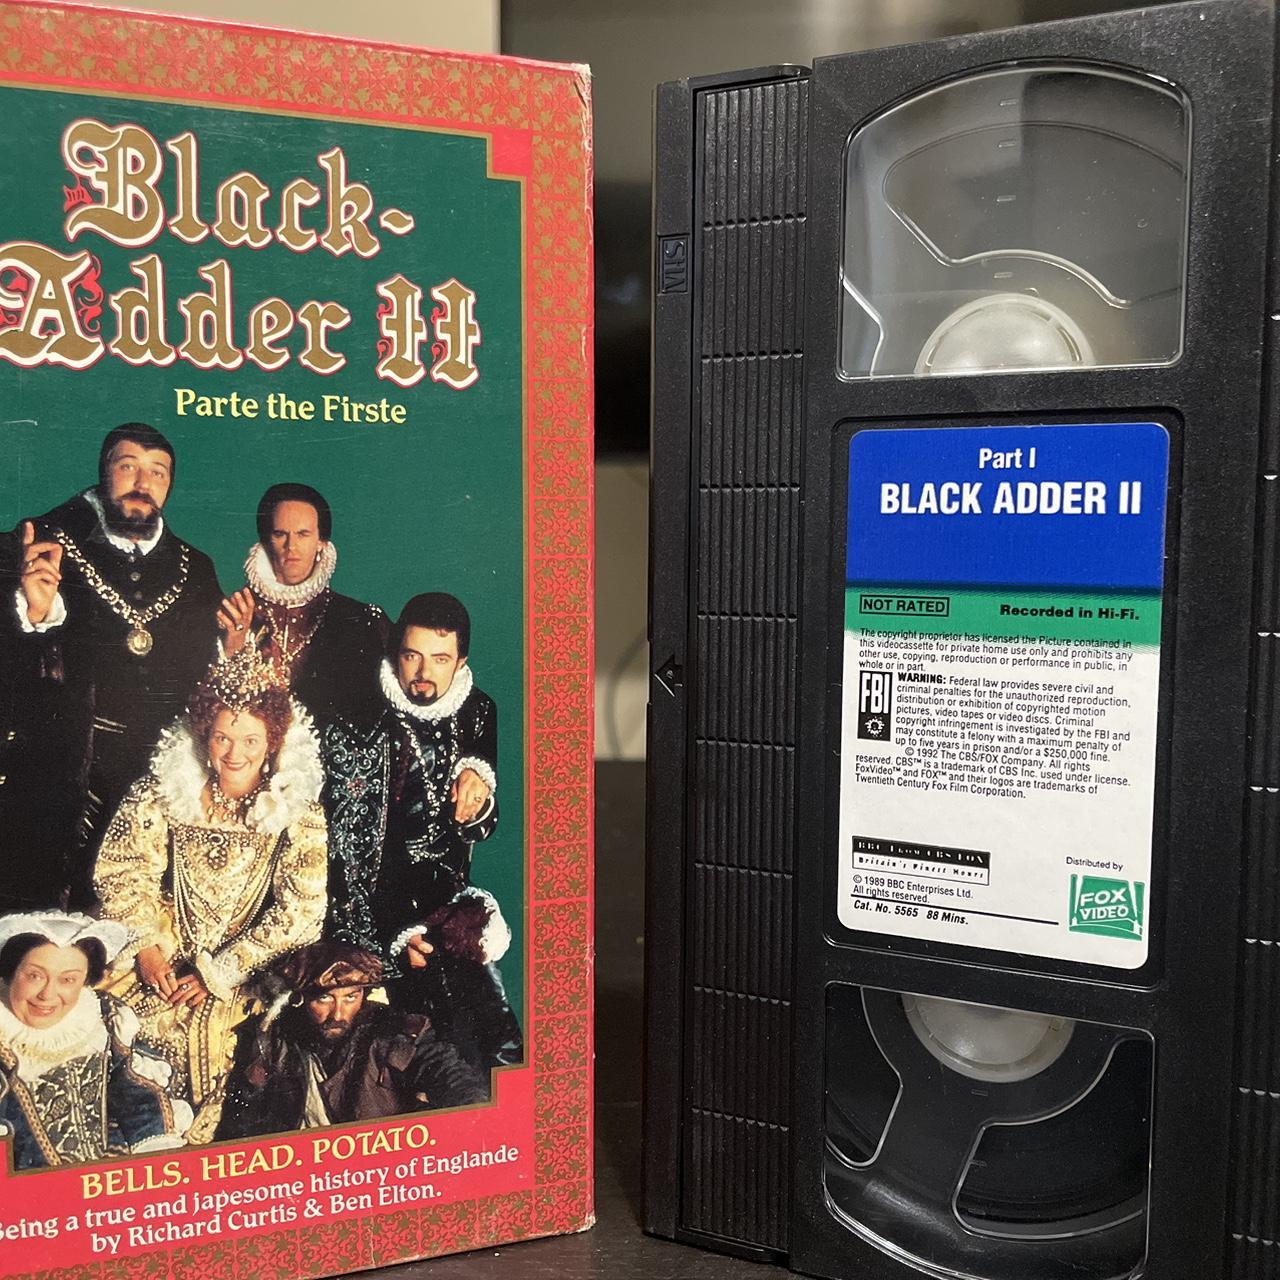 Black-
Adder II
Parte the Firste
BELLS. HEAD. POTATO.
Being a true and japesome history of Englande
by Richard Curtis & Ben Elton.
VHS
Part I
BLACK ADDER II
NOT RATED
Recorded in Hi-Fi.
The copyright proprietor has licensed the Picture contained in
this videocassette for private home use only and prohibits any
other use, copying, reproduction or performance in public, in
whole or in part.
FBI
WARNING: Federal law provides severe civil and
criminal penalties for the unauthorized reproduction,
distribution or exhibition of copyrighted motion
pictures, video tapes or video discs. Criminal
copyright infringement is investigated by the FBI and
may constitute a felony with a maximum penalty of
up to five years in prison and/or a $250,000 fine.
© 1992 The CBS/FOX Company. All rights
reserved. CBS™ is a trademark of CBS Inc. used under license.
FoxVideo™ and FOX™ and their logos are trademarks of
Twentieth Century Fox Film Corporation.
BBC from CBS FOX
Britain's Finest Hours
© 1989 BBC Enterprises Ltd.
All rights reserved.
Cat. No. 5565 88 Mins.
Distributed by
FOX
VIDEO